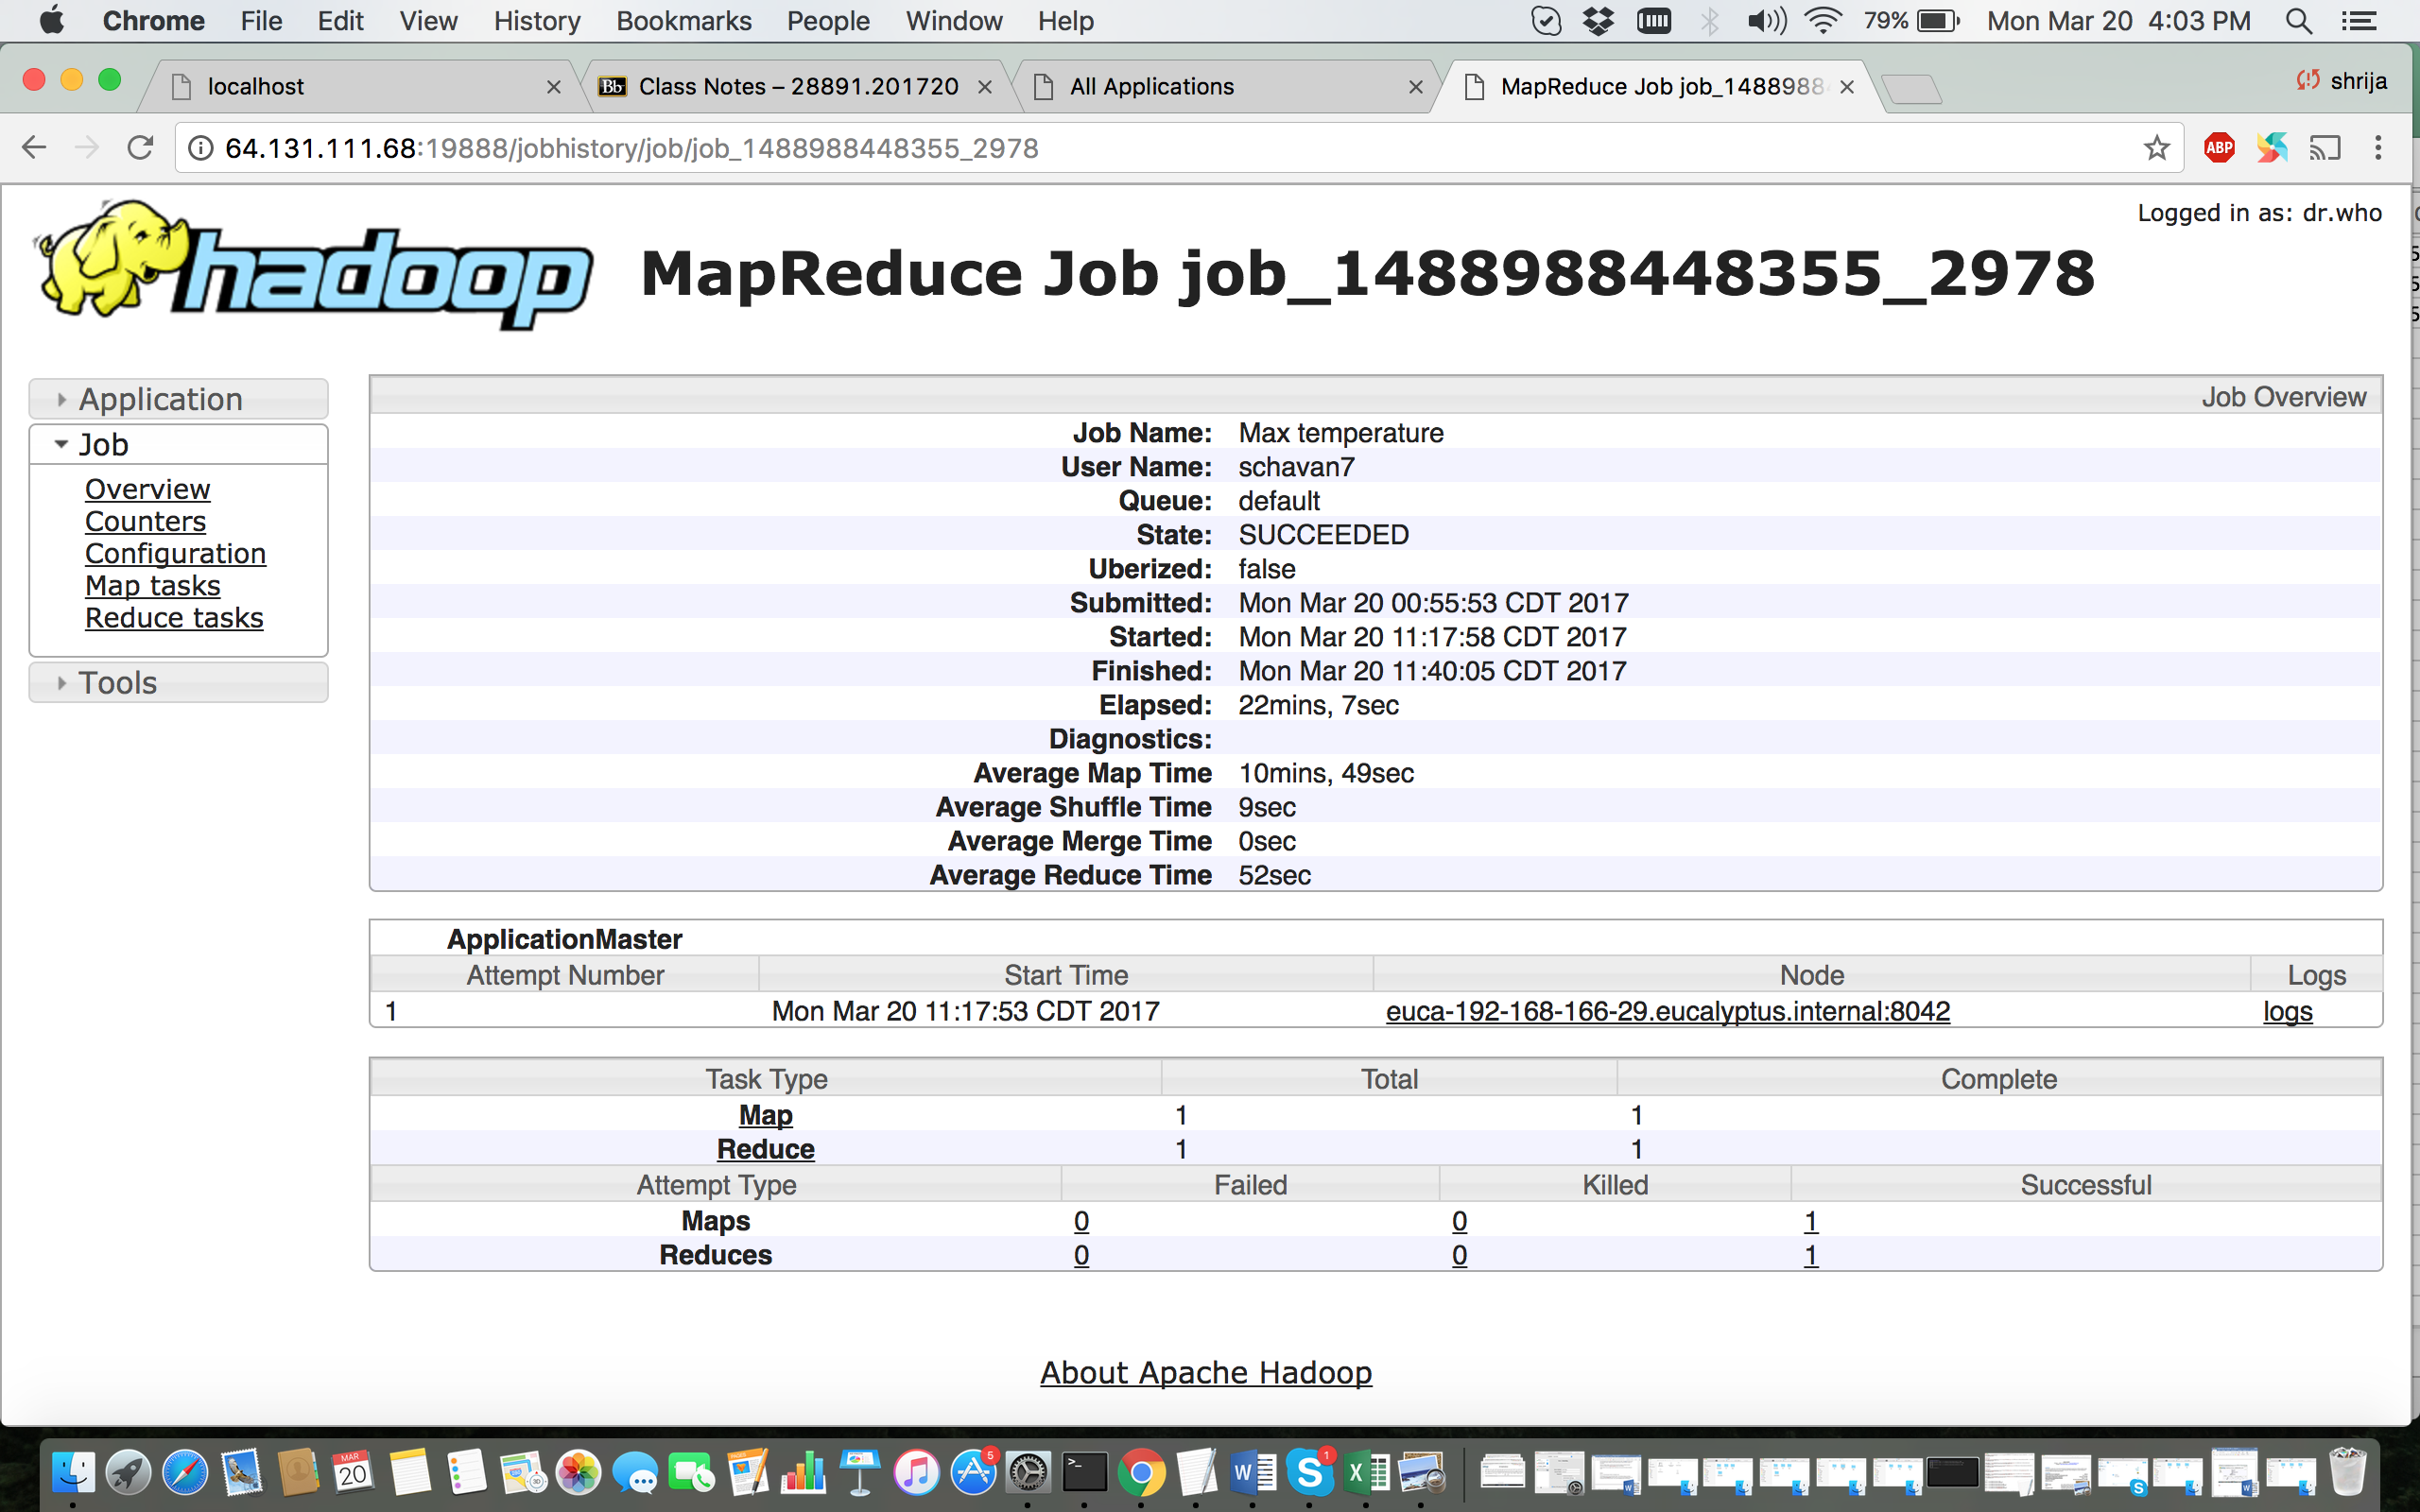 Chrome File Edit View History Bookmarks People Window Help 79% Mon Mar 20 4:03 PM
localhost Class Notes – 28891.201720 All Applications MapReduce Job job_1488988 shrija
64.131.111.68:19888/jobhistory/job/job_1488988448355_2978 ABP
Logged in as: dr.who
hadoop MapReduce Job job_1488988448355_2978
Application
Job
Overview
Counters
Configuration
Map tasks
Reduce tasks
Tools
Job Overview
Job Name: Max temperature
User Name: schavan7
Queue: default
State: SUCCEEDED
Uberized: false
Submitted: Mon Mar 20 00:55:53 CDT 2017
Started: Mon Mar 20 11:17:58 CDT 2017
Finished: Mon Mar 20 11:40:05 CDT 2017
Elapsed: 22mins, 7sec
Diagnostics:
Average Map Time 10mins, 49sec
Average Shuffle Time 9sec
Average Merge Time 0sec
Average Reduce Time 52sec
ApplicationMaster
Attempt Number Start Time Node Logs
1 Mon Mar 20 11:17:53 CDT 2017 euca-192-168-166-29.eucalyptus.internal:8042 logs
Task Type Total Complete
Map 1 1
Reduce 1 1
Attempt Type Failed Killed Successful
Maps 0 0 1
Reduces 0 0 1
About Apache Hadoop
MAR
20
5
1